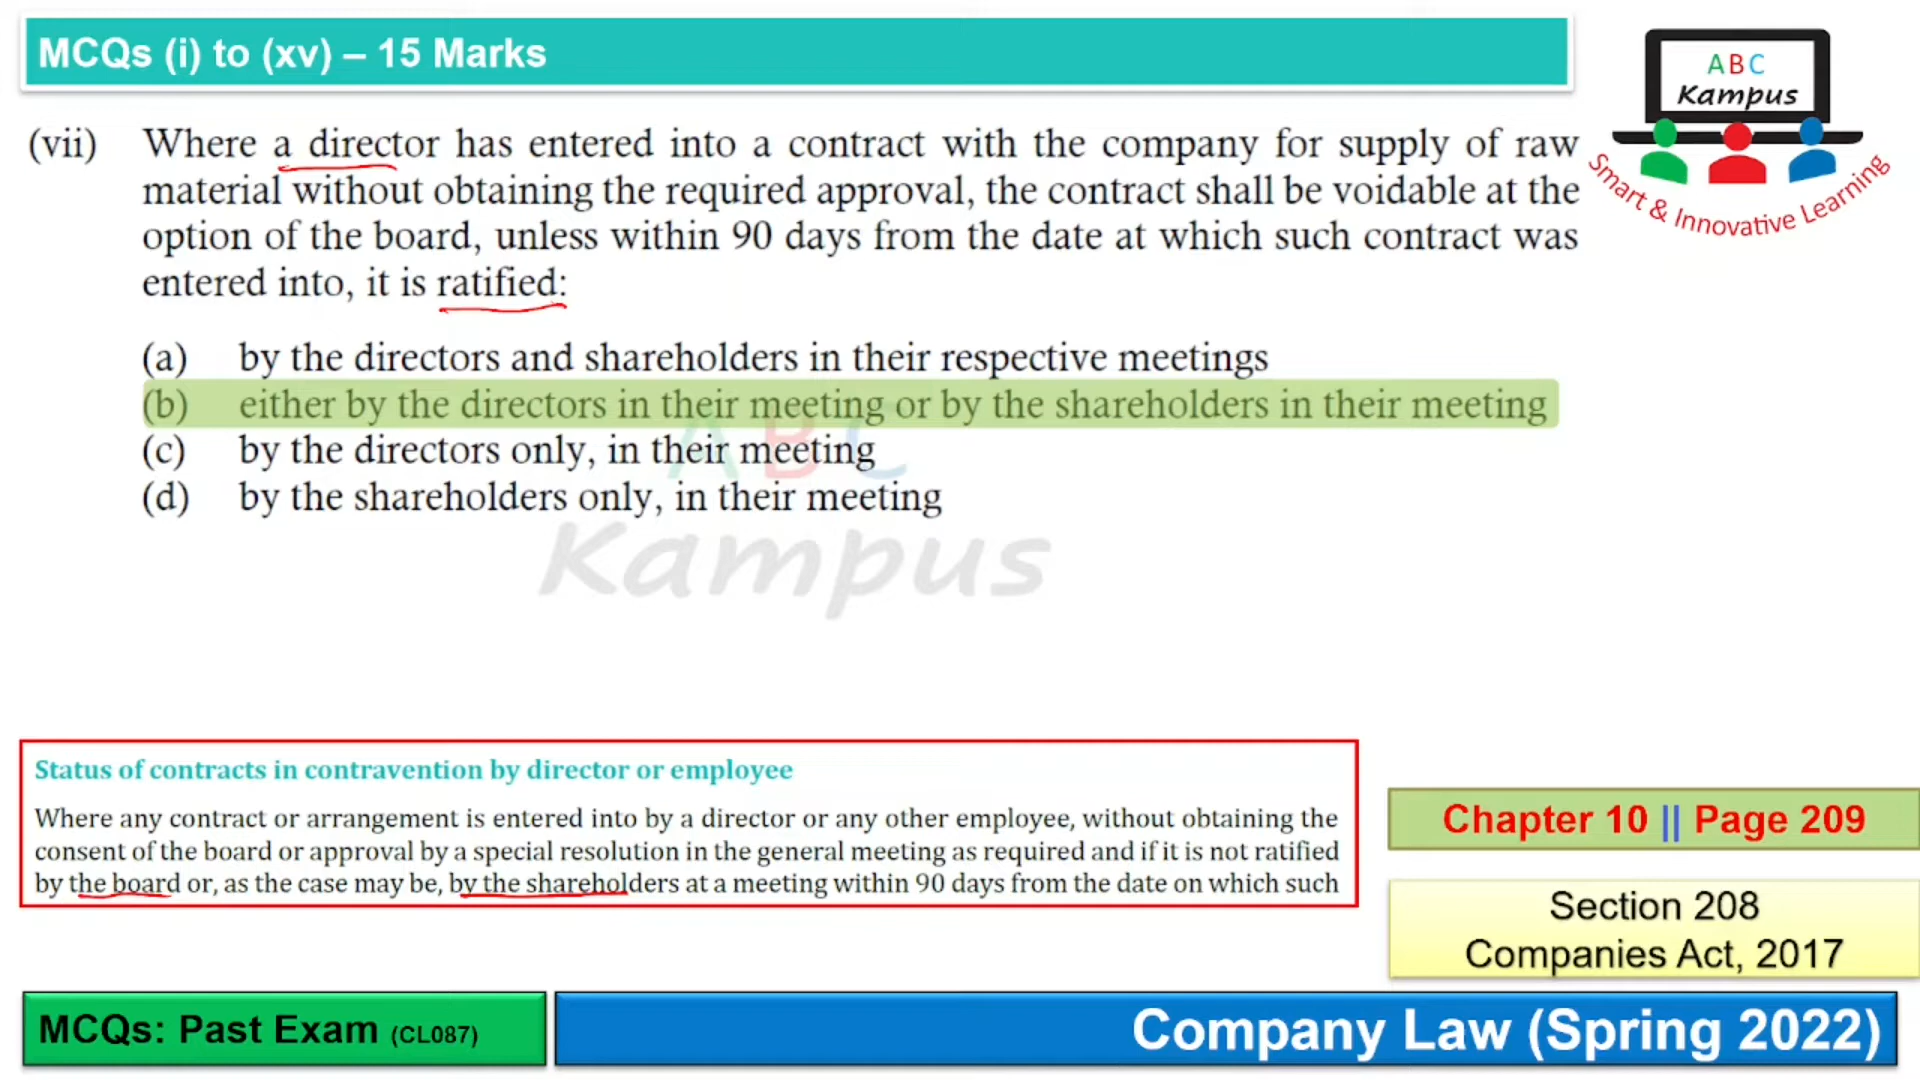 MCQs (i) to (xv) – 15 Marks
ABC
Kampus
Smart & Innovative Learning
(vii) Where a director has entered into a contract with the company for supply of raw
material without obtaining the required approval, the contract shall be voidable at the
option of the board, unless within 90 days from the date at which such contract was
entered into, it is ratified:
(a) by the directors and shareholders in their respective meetings
(b) either by the directors in their meeting or by the shareholders in their meeting
(c) by the directors only, in their meeting
(d) by the shareholders only, in their meeting
ABC
Kampus
Status of contracts in contravention by director or employee
Where any contract or arrangement is entered into by a director or any other employee, without obtaining the
consent of the board or approval by a special resolution in the general meeting as required and if it is not ratified
by the board or, as the case may be, by the shareholders at a meeting within 90 days from the date on which such
Chapter 10 || Page 209
Section 208
Companies Act, 2017
MCQs: Past Exam (CL087)
Company Law (Spring 2022)